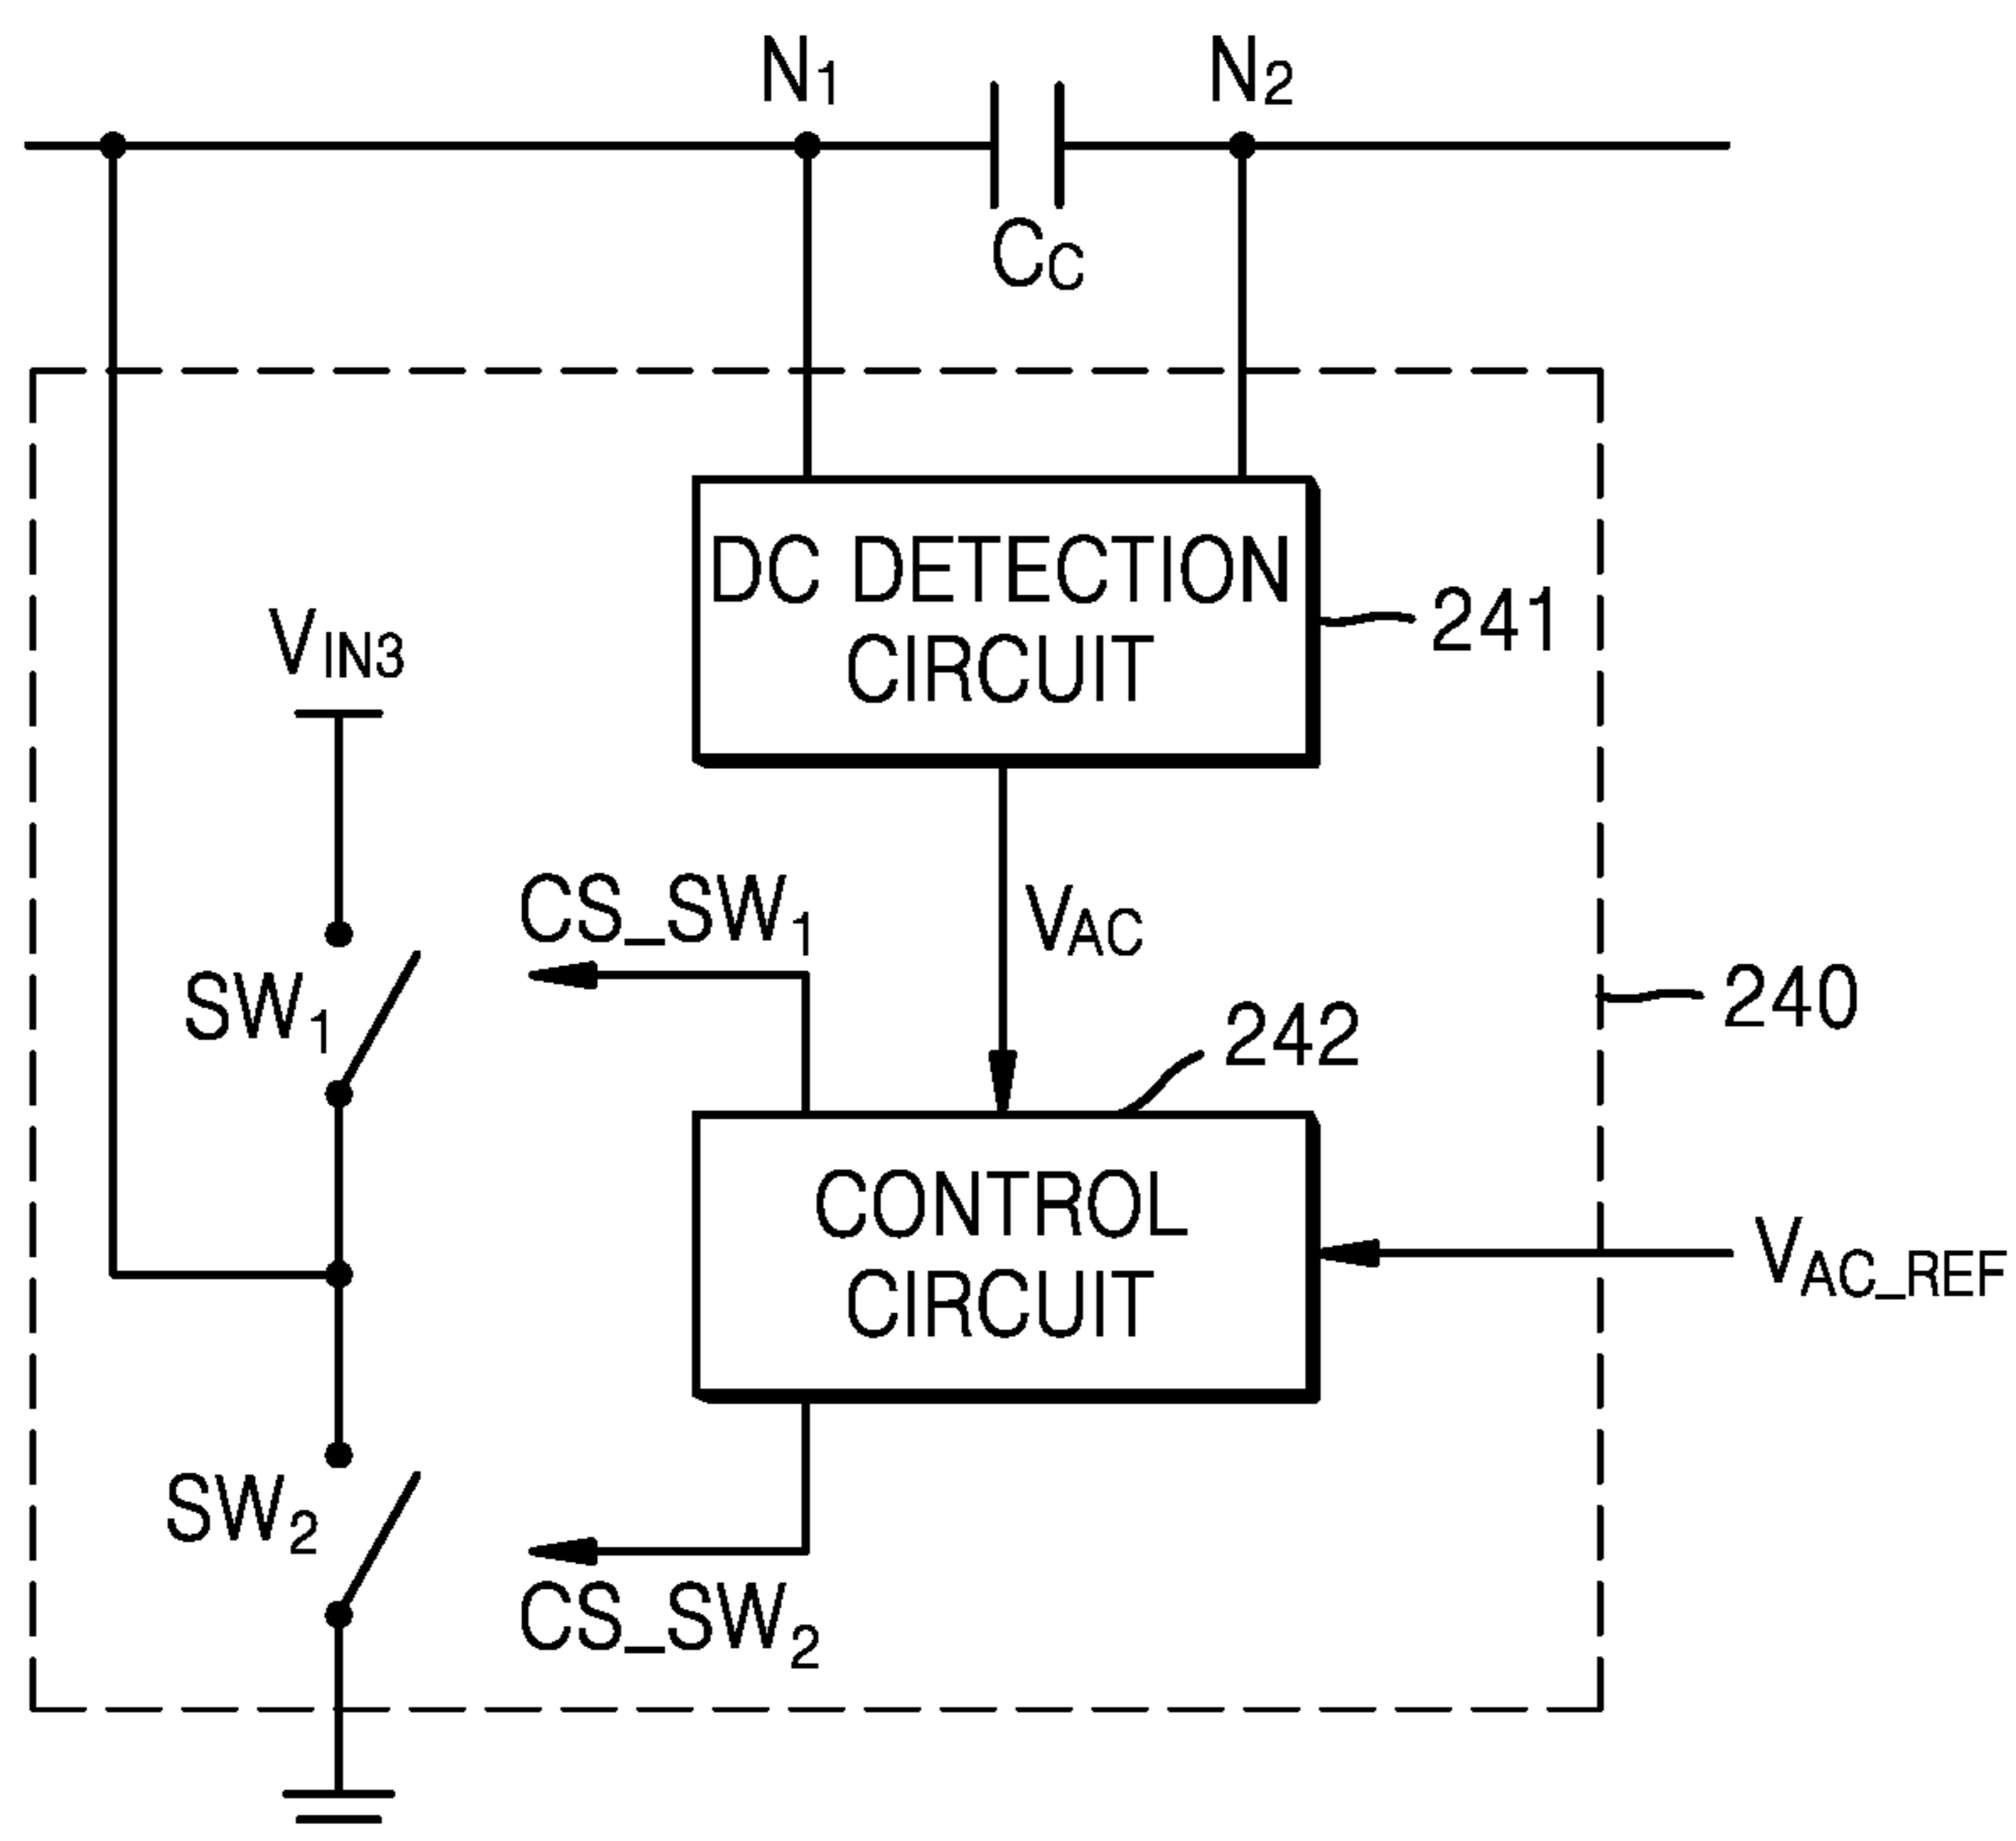 N1
N2
CC
DC DETECTION
CIRCUIT
241
VIN3
CS_SW1
VAC
SW1
242
240
CONTROL
CIRCUIT
VAC_REF
SW2
CS_SW2